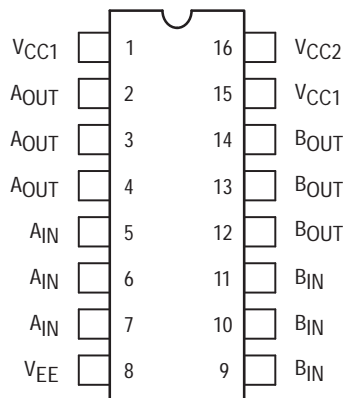 VCC1 1 16 VCC2
AOUT 2 15 VCC1
AOUT 3 14 BOUT
AOUT 4 13 BOUT
AIN 5 12 BOUT
AIN 6 11 BIN
AIN 7 10 BIN
VEE 8 9 BIN